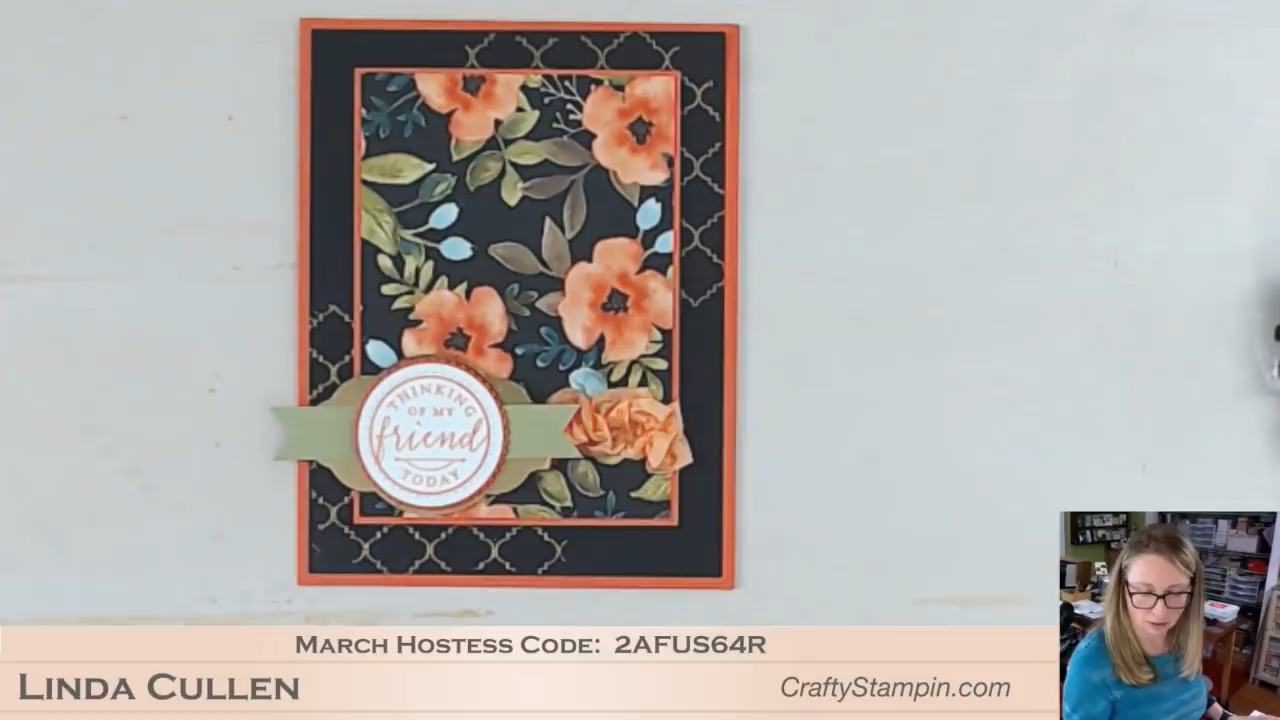 THINKING
OF MY
friend
TODAY
MARCH HOSTESS CODE: 2AFUS64R
LINDA CULLEN
CraftyStampin.com